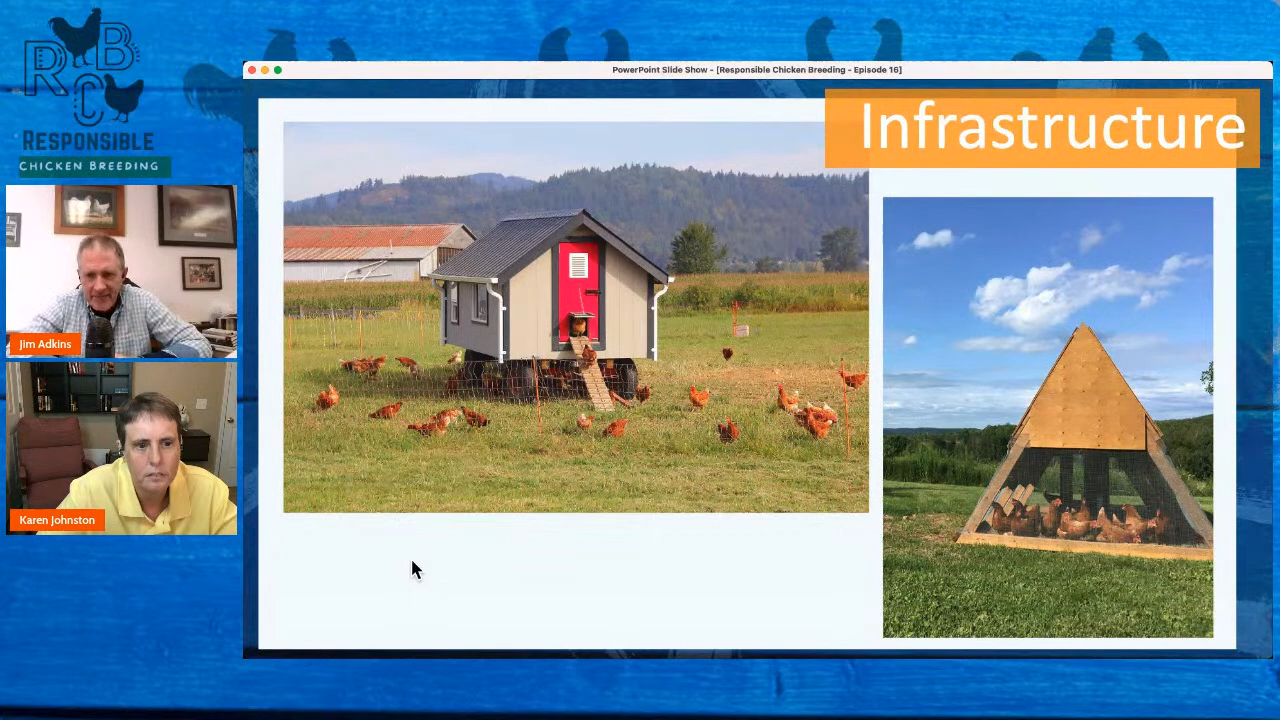 RBC
RESPONSIBLE
CHICKEN BREEDING
PowerPoint Slide Show - [Responsible Chicken Breeding - Episode 16]
Infrastructure
Jim Adkins
Karen Johnston